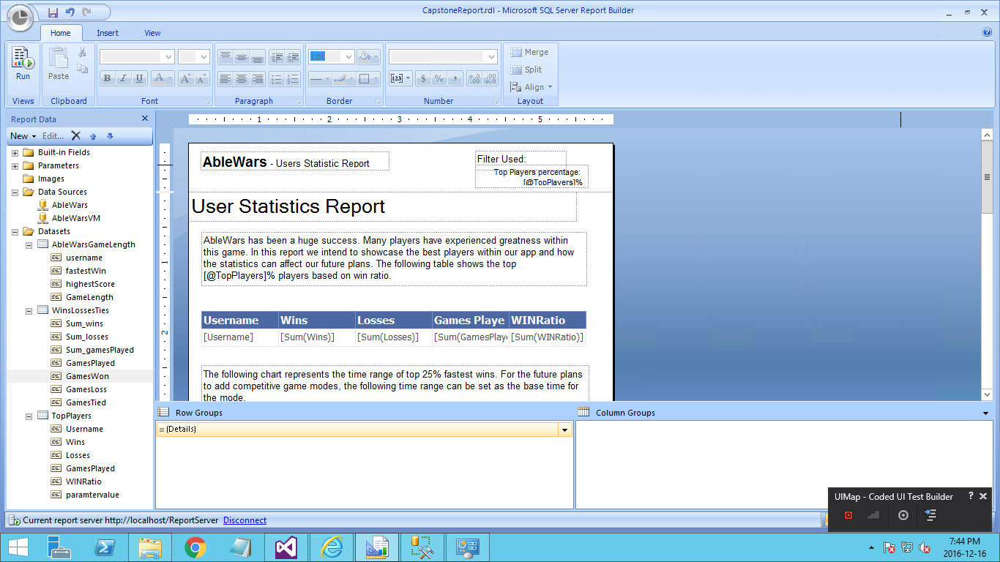 CapstoneReport.rdl - Microsoft SQL Server Report Builder
Home Insert View
Run
Paste
1pt
B I U A A A
[123] $ % ,
Merge
Split
Align
Views Clipboard Font Paragraph Border Number Layout
Report Data
New Edit...
Built-in Fields
Parameters
Images
Data Sources
AbleWars
AbleWarsVM
Datasets
AbleWarsGameLength
username
fastestWin
highestScore
GameLength
WinsLossesTies
Sum_wins
Sum_losses
Sum_gamesPlayed
GamesPlayed
GamesWon
GamesLoss
GamesTied
TopPlayers
Username
Wins
Losses
GamesPlayed
WINRatio
paramtervalue
1 2 3 4 5
1
2
AbleWars - Users Statistic Report
Filter Used:
Top Players percentage:
[@TopPlayers]%
User Statistics Report
AbleWars has been a huge success. Many players have experienced greatness within
this game. In this report we intend to showcase the best players within our app and how
the statistics can affect our future plans. The following table shows the top
[@TopPlayers]% players based on win ratio.
Username Wins Losses Games Playe WINRatio
[Username] [Sum(Wins)] [Sum(Losses)] [Sum(GamesPlaye [Sum(WINRatio)]
The following chart represents the time range of top 25% fastest wins. For the future plans
to add competitive game modes, the following time range can be set as the base time for
the mode.
Row Groups
Column Groups
(Details)
UIMap - Coded UI Test Builder ?
Current report server http://localhost/ReportServer Disconnect
7:44 PM
2016-12-16